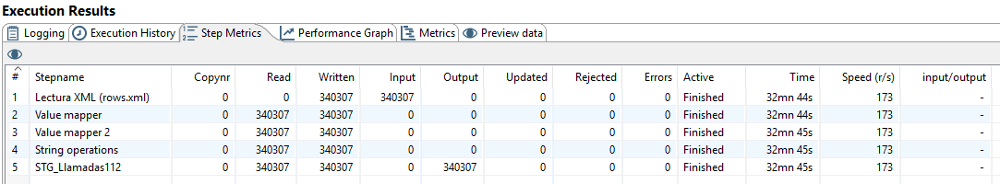 Execution Results
Logging Execution History Step Metrics Performance Graph Metrics Preview data
# Stepname Copynr Read Written Input Output Updated Rejected Errors Active Time Speed (r/s) input/output
1 Lectura XML (rows.xml) 0 0 340307 340307 0 0 0 0 Finished 32mn 44s 173 -
2 Value mapper 0 340307 340307 0 0 0 0 0 Finished 32mn 44s 173 -
3 Value mapper 2 0 340307 340307 0 0 0 0 0 Finished 32mn 45s 173 -
4 String operations 0 340307 340307 0 0 0 0 0 Finished 32mn 45s 173 -
5 STG_Llamadas112 0 340307 340307 0 340307 0 0 0 Finished 32mn 45s 173 -